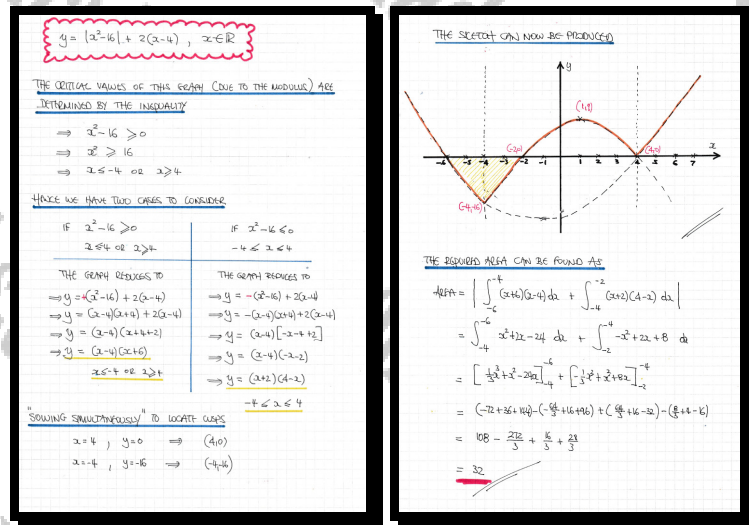 y = |x²-16| + 2(x-4) , x∈ℝ
THE CRITICAL VALUES OF THIS GRAPH (DUE TO THE MODULUS) ARE
DETERMINED BY THE INEQUALITY
⇒ x²-16 ≥ 0
⇒ x² ≥ 16
⇒ x ≤ -4 OR x ≥ 4
HENCE WE HAVE TWO CASES TO CONSIDER
IF x²-16 ≥ 0
x ≤ 4 OR x ≥ 4
THE GRAPH REDUCES TO
⇒ y = +(x²-16) + 2(x-4)
⇒ y = (x-4)(x+4) + 2(x-4)
⇒ y = (x-4)(x+4+2)
⇒ y = (x-4)(x+6)
x ≤ -4 OR x ≥ 4
IF x²-16 ≤ 0
-4 ≤ x ≤ 4
THE GRAPH REDUCES TO
⇒ y = -(x²-16) + 2(x-4)
⇒ y = -(x-4)(x+4) + 2(x-4)
⇒ y = (x-4)[-x-4+2]
⇒ y = (x-4)(-x-2)
⇒ y = (x+2)(4-x)
-4 ≤ x ≤ 4
"SOLVING SIMULTANEOUSLY" TO LOCATE CUSPS
x=4 , y=0 ⇒ (4,0)
x=-4 , y=-16 ⇒ (-4,-16)
THE SKETCH CAN NOW BE PRODUCED
y
(1,9)
x
(-2,0)
(4,0)
-6 -5 -4 -3 -2 -1 1 2 3 4 5 6 7
(-4,-16)
THE REQUIRED AREA CAN BE FOUND AS
AREA = | ∫₋₆⁻⁴ (x+6)(x-4) dx + ∫₋₄⁻² (x+2)(4-x) dx |
= ∫₋₄⁻⁶ x²+2x-24 dx + ∫₋₂⁻⁴ -x²+2x+8 dx
= [⅓x³+x²-24x]₋₄⁻⁶ + [-⅓x³+x²+8x]₋₂⁻⁴
= (-72+36+144)-(-64/3+16+96)+(64/3+16-32)-(8/3+4-16)
= 108 - 272/3 + 16/3 + 28/3
= 32